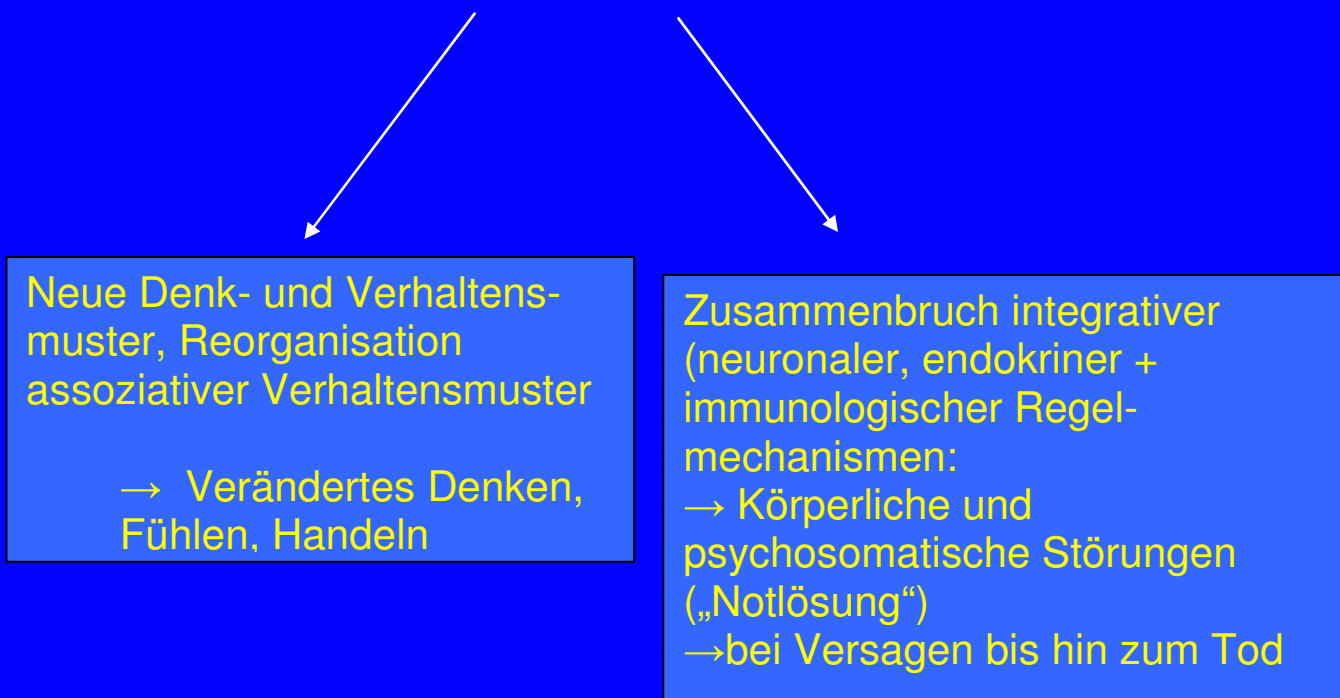 Neue Denk- und Verhaltens-
muster, Reorganisation
assoziativer Verhaltensmuster
→ Verändertes Denken,
Fühlen, Handeln
Zusammenbruch integrativer
(neuronaler, endokriner +
immunologischer Regel-
mechanismen:
→ Körperliche und
psychosomatische Störungen
(„Notlösung“)
→bei Versagen bis hin zum Tod